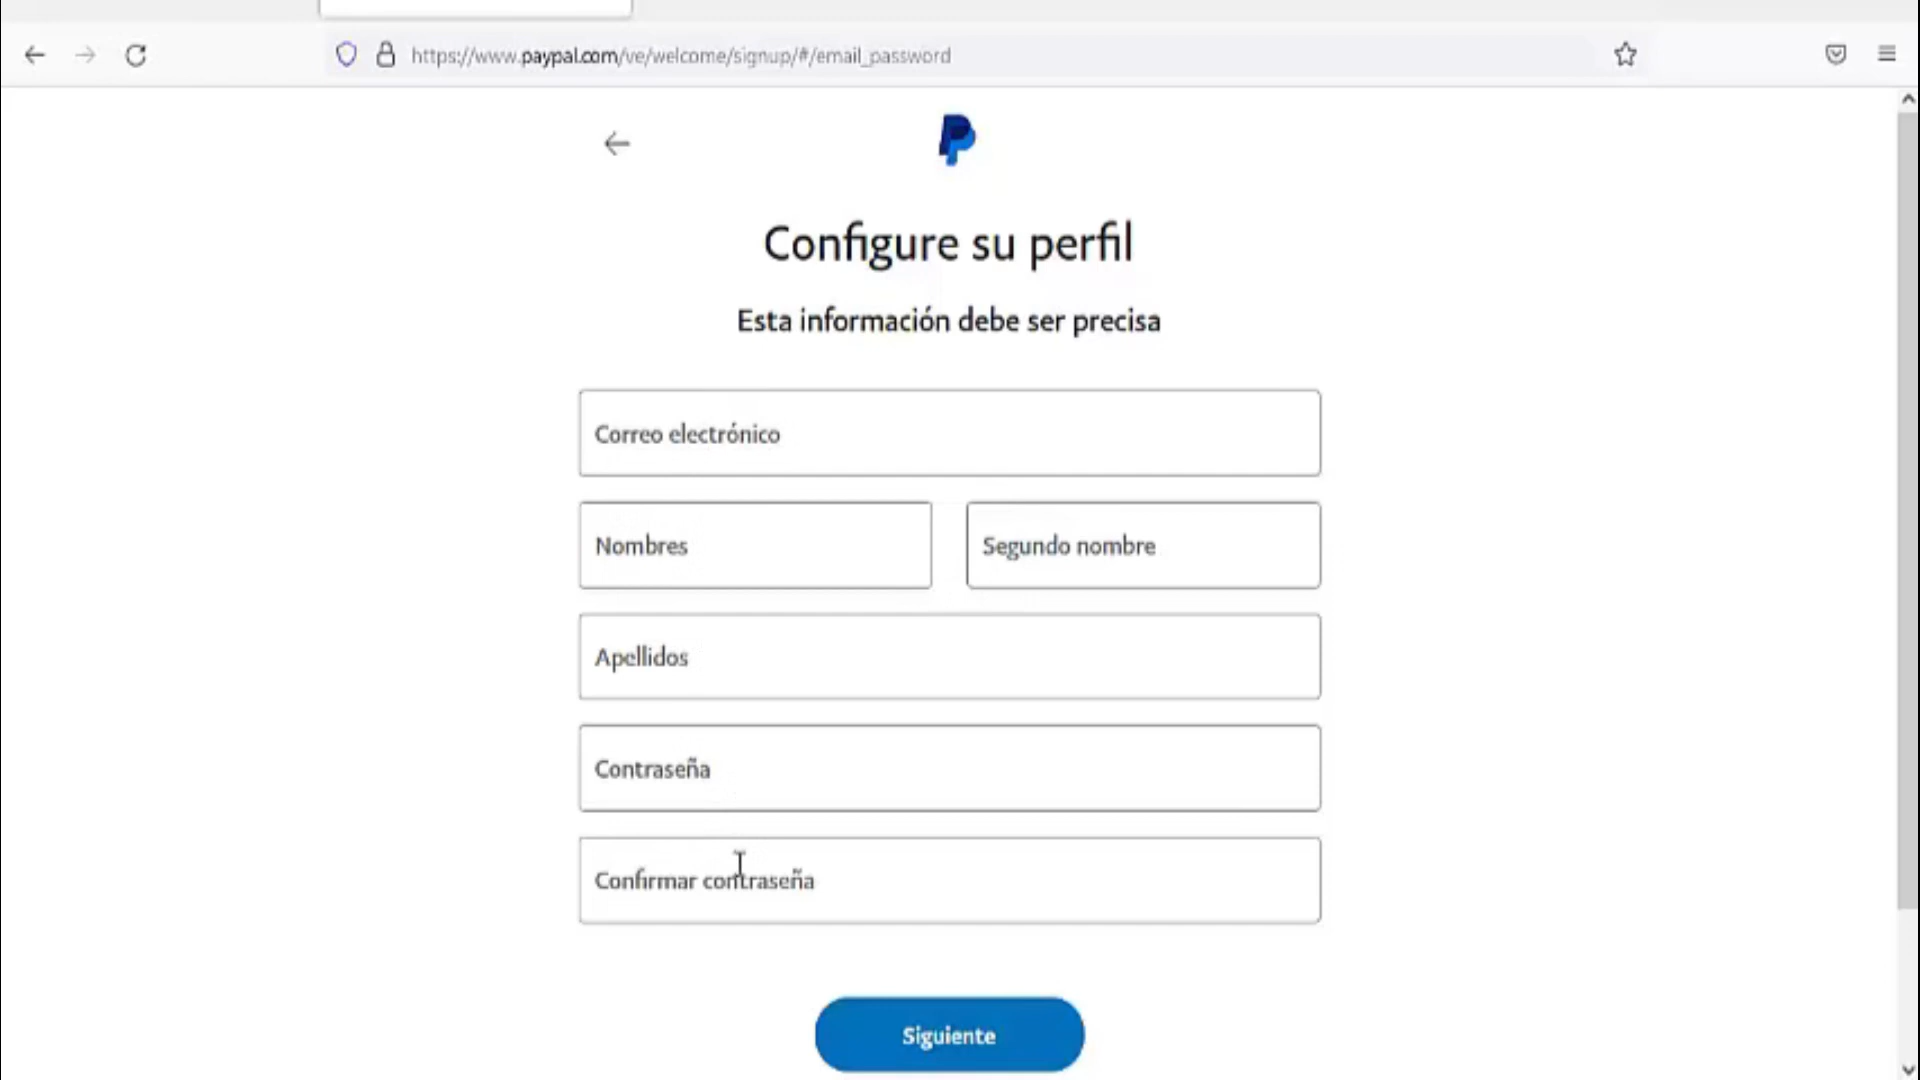 https://www.paypal.com/ve/welcome/signup/#/email_password
Configure su perfil
Esta información debe ser precisa
Correo electrónico
Nombres
Segundo nombre
Apellidos
Contraseña
Confirmar contraseña
Siguiente